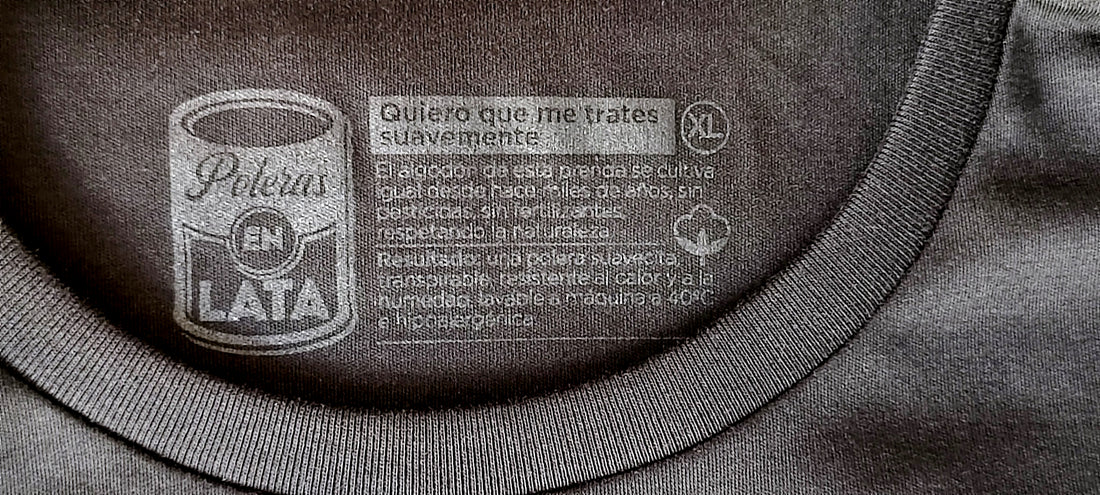 Poleras
EN
LATA
Quiero que me trates
suavemente
XL
El algodón de esta prenda se cultiva
igual desde hace miles de años, sin
pesticidas, sin fertilizantes,
respetando la naturaleza.
Resultado: una polera suavecita,
transpirable, resistente al calor y a la
humedad, lavable a máquina a 40°C
e hipoalergénica.